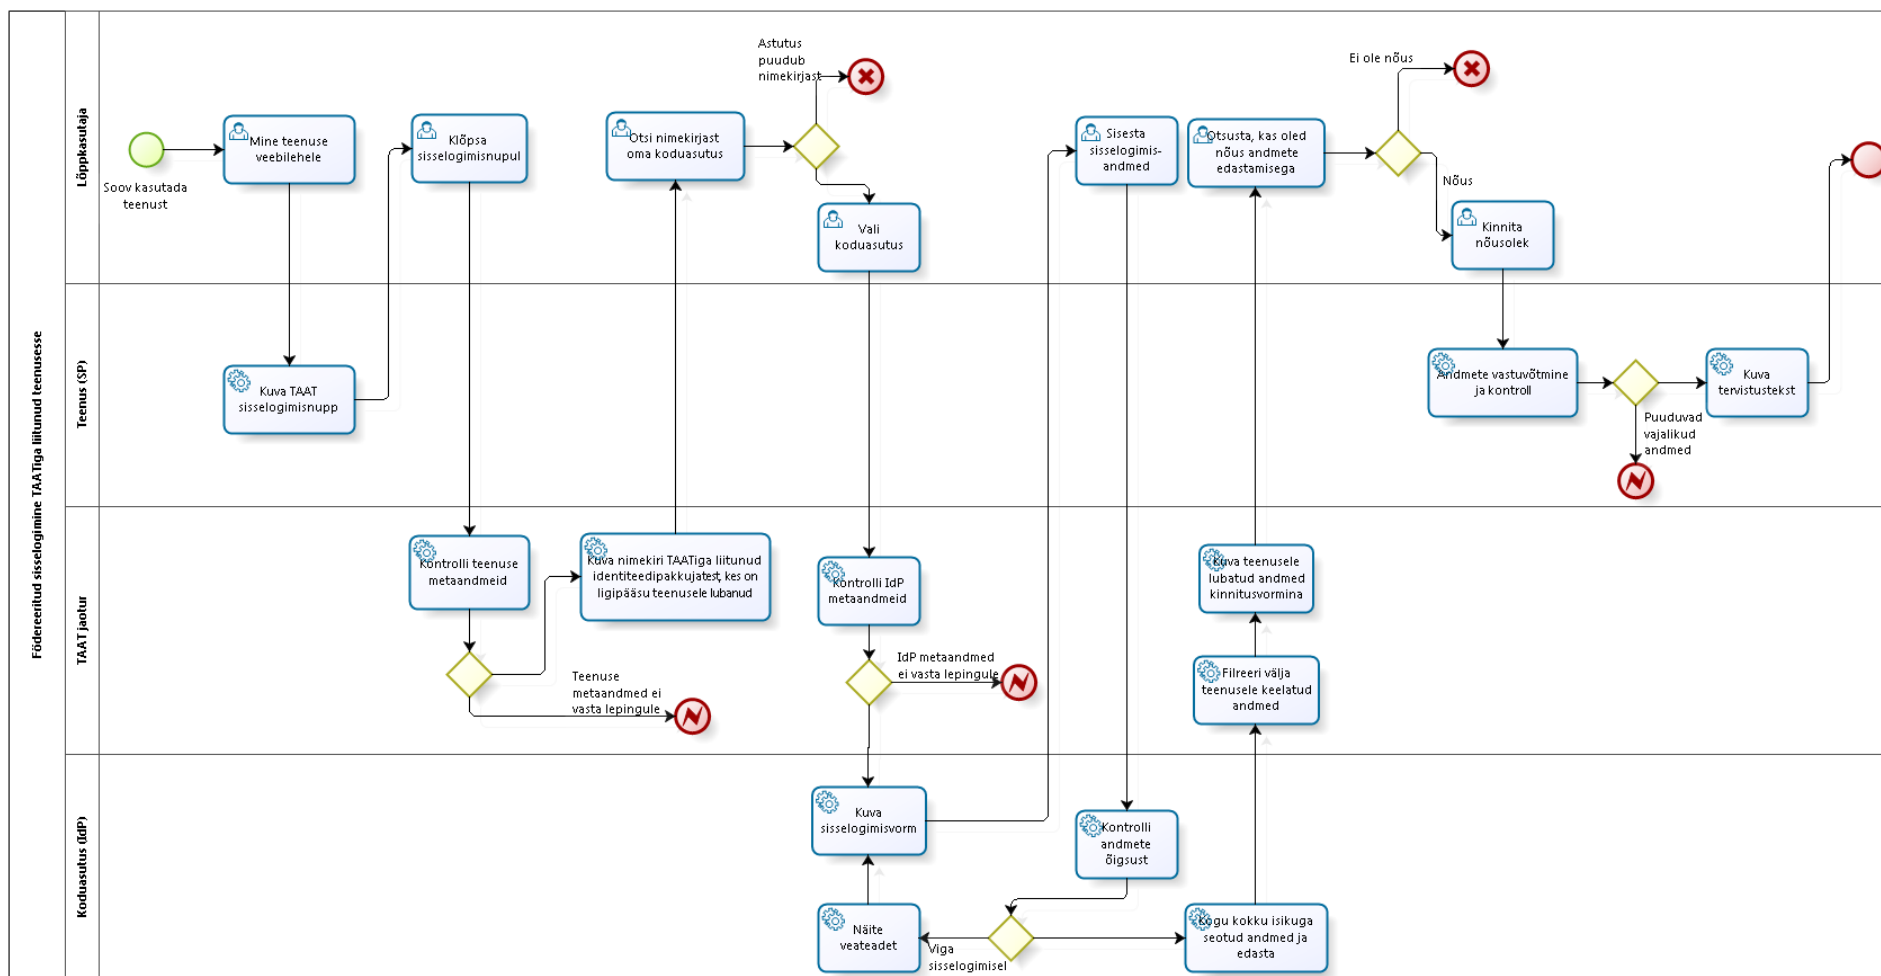 Födereeritud sisselogimine TAATiga liitunud teenusesse
Lõppkasutaja
Soov kasutada
teenust
Mine teenuse
veebilehele
Klõpsa
sisselogimisnupul
Otsi nimekirjast
oma koduasutus
Astutus
puudub
nimekirjast
Vali
koduasutus
Sisesta
sisselogimis-
andmed
Otsusta, kas oled
nõus andmete
edastamisega
Ei ole nõus
Nõus
Kinnita
nõusolek
Teenus (SP)
Kuva TAAT
sisselogimisnupp
Andmete vastuvõtmine
ja kontroll
Puuduvad
vajalikud
andmed
Kuva
tervistustekst
TAAT jaotur
Kontrolli teenuse
metaandmeid
Kuva nimekiri TAATiga liitunud
identiteedipakkujatest, kes on
ligipääsu teenusele lubanud
Teenuse
metaandmed ei
vasta lepingule
Kontrolli IdP
metaandmeid
IdP metaandmed
ei vasta lepingule
Kuva teenusele
lubatud andmed
kinnitusvormina
Filreeri välja
teenusele keelatud
andmed
Koduasutus (IdP)
Kuva
sisselogimisvorm
Kontrolli
andmete
õigsust
Näite
veateadet
Viga
sisselogimisel
Kogu kokku isikuga
seotud andmed ja
edasta